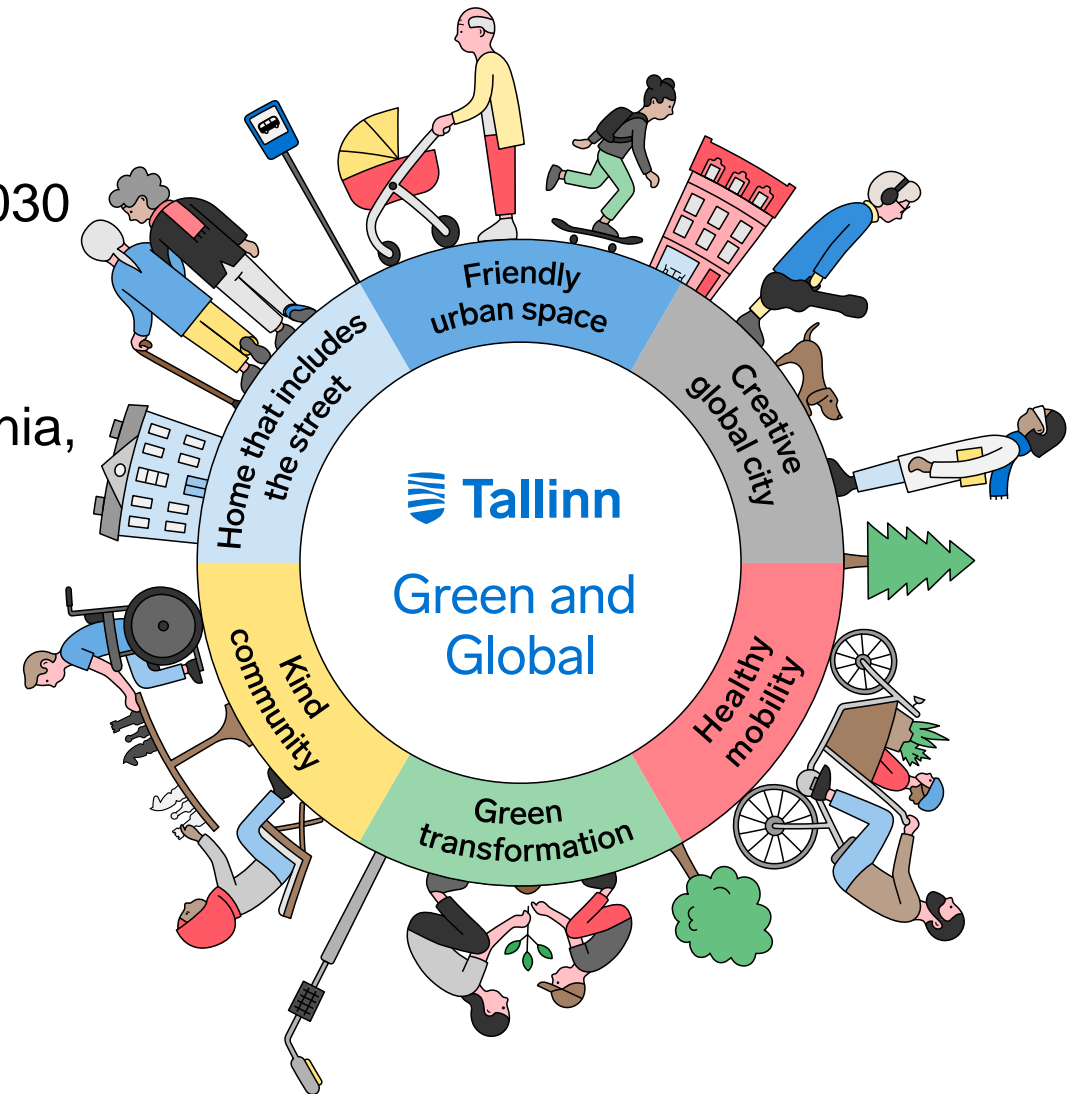 030
nia,
Friendly
urban space
Creative
global city
Healthy
mobility
Green
transformation
Kind
community
Home that includes
the street
Tallinn
Green and
Global